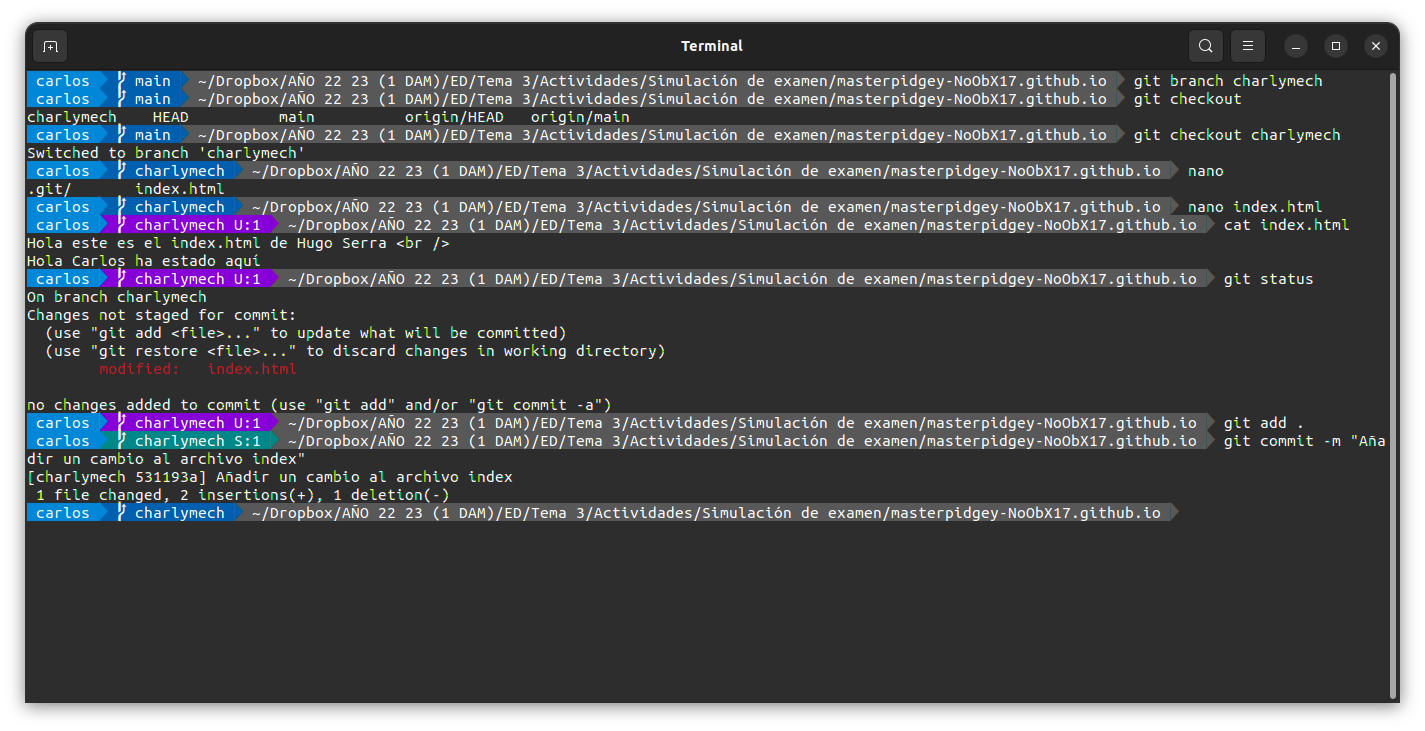 Terminal
carlos main ~/Dropbox/AÑO 22 23 (1 DAM)/ED/Tema 3/Actividades/Simulación de examen/masterpidgey-NoObX17.github.io git branch charlymech
carlos main ~/Dropbox/AÑO 22 23 (1 DAM)/ED/Tema 3/Actividades/Simulación de examen/masterpidgey-NoObX17.github.io git checkout
charlymech HEAD main origin/HEAD origin/main
carlos main ~/Dropbox/AÑO 22 23 (1 DAM)/ED/Tema 3/Actividades/Simulación de examen/masterpidgey-NoObX17.github.io git checkout charlymech
Switched to branch 'charlymech'
carlos charlymech ~/Dropbox/AÑO 22 23 (1 DAM)/ED/Tema 3/Actividades/Simulación de examen/masterpidgey-NoObX17.github.io nano
.git/ index.html
carlos charlymech ~/Dropbox/AÑO 22 23 (1 DAM)/ED/Tema 3/Actividades/Simulación de examen/masterpidgey-NoObX17.github.io nano index.html
carlos charlymech U:1 ~/Dropbox/AÑO 22 23 (1 DAM)/ED/Tema 3/Actividades/Simulación de examen/masterpidgey-NoObX17.github.io cat index.html
Hola este es el index.html de Hugo Serra <br />
Hola Carlos ha estado aquí
carlos charlymech U:1 ~/Dropbox/AÑO 22 23 (1 DAM)/ED/Tema 3/Actividades/Simulación de examen/masterpidgey-NoObX17.github.io git status
On branch charlymech
Changes not staged for commit:
(use "git add <file>..." to update what will be committed)
(use "git restore <file>..." to discard changes in working directory)
modified: index.html
no changes added to commit (use "git add" and/or "git commit -a")
carlos charlymech U:1 ~/Dropbox/AÑO 22 23 (1 DAM)/ED/Tema 3/Actividades/Simulación de examen/masterpidgey-NoObX17.github.io git add .
carlos charlymech S:1 ~/Dropbox/AÑO 22 23 (1 DAM)/ED/Tema 3/Actividades/Simulación de examen/masterpidgey-NoObX17.github.io git commit -m "Aña
dir un cambio al archivo index"
[charlymech 531193a] Añadir un cambio al archivo index
1 file changed, 2 insertions(+), 1 deletion(-)
carlos charlymech ~/Dropbox/AÑO 22 23 (1 DAM)/ED/Tema 3/Actividades/Simulación de examen/masterpidgey-NoObX17.github.io